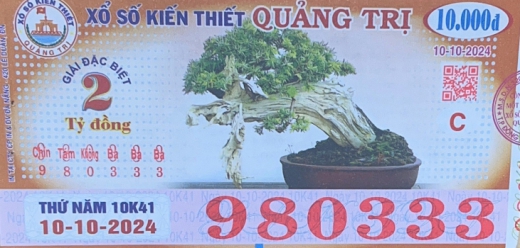 XỔ SỐ KIẾN THIẾT
QUẢNG TRỊ
XỔ SỐ KIẾN THIẾT QUẢNG TRỊ
10.000đ
10-10-2024
GIẢI ĐẶC BIỆT
2
Tỷ đồng
C
Chín Tám Không Ba Ba Ba
9 8 0 3 3 3
THỨ NĂM 10K41
10-10-2024
980333